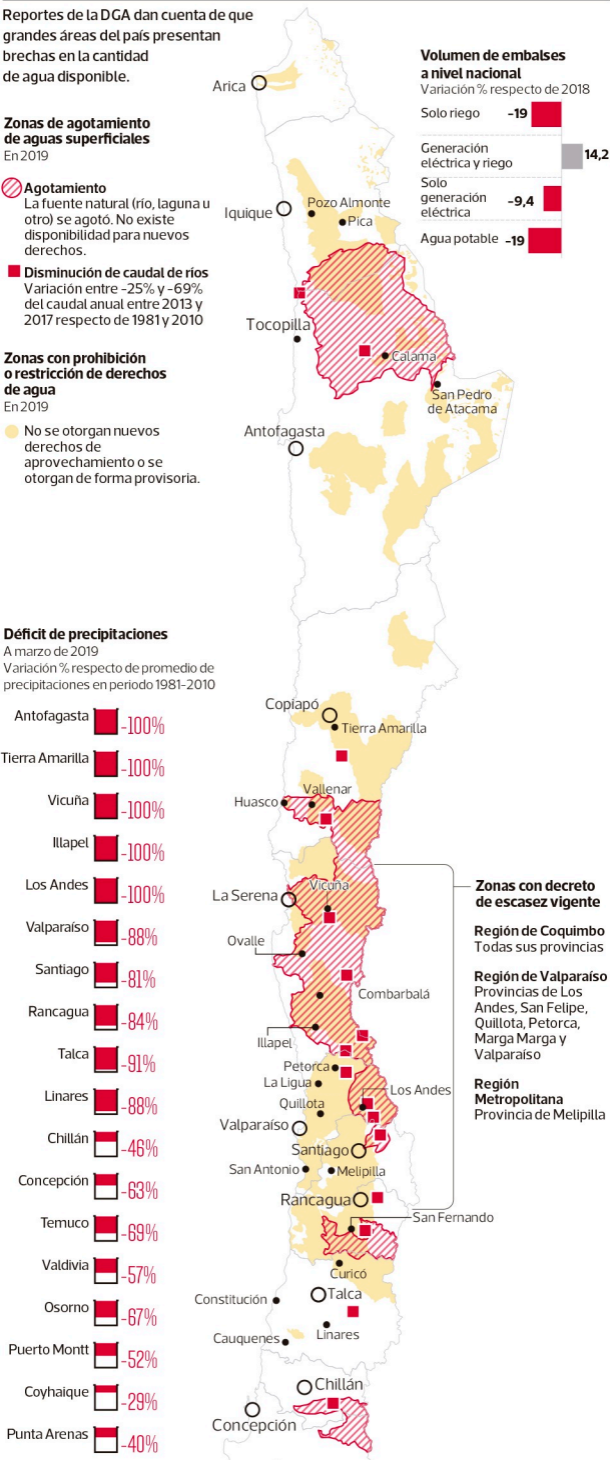 Reportes de la DGA dan cuenta de que
grandes áreas del país presentan
brechas en la cantidad
de agua disponible.
Zonas de agotamiento
de aguas superficiales
En 2019
Agotamiento
La fuente natural (río, laguna u
otro) se agotó. No existe
disponibilidad para nuevos
derechos.
Disminución de caudal de ríos
Variación entre -25% y -69%
del caudal anual entre 2013 y
2017 respecto de 1981 y 2010
Zonas con prohibición
o restricción de derechos
de agua
En 2019
No se otorgan nuevos
derechos de
aprovechamiento o se
otorgan de forma provisoria.
Volumen de embalses
a nivel nacional
Variación % respecto de 2018
Solo riego -19
Generación
eléctrica y riego
14,2
Solo
generación
eléctrica
-9,4
Agua potable -19
Déficit de precipitaciones
A marzo de 2019
Variación % respecto de promedio de
precipitaciones en periodo 1981-2010
Antofagasta -100%
Tierra Amarilla -100%
Vicuña -100%
Illapel -100%
Los Andes -100%
Valparaíso -88%
Santiago -81%
Rancagua -84%
Talca -91%
Linares -88%
Chillán -46%
Concepción -63%
Temuco -69%
Valdivia -57%
Osorno -67%
Puerto Montt -52%
Coyhaique -29%
Punta Arenas -40%
Arica
Iquique
Pozo Almonte
Pica
Tocopilla
Calama
San Pedro
de Atacama
Antofagasta
Copiapó
Tierra Amarilla
Huasco
Vallenar
La Serena
Vicuña
Ovalle
Combarbalá
Illapel
Petorca
La Ligua
Los Andes
Quillota
Valparaíso
Santiago
San Antonio
Melipilla
Rancagua
San Fernando
Curicó
Constitución
Talca
Cauquenes
Linares
Chillán
Concepción
Zonas con decreto
de escasez vigente
Región de Coquimbo
Todas sus provincias
Región de Valparaíso
Provincias de Los
Andes, San Felipe,
Quillota, Petorca,
Marga Marga y
Valparaíso
Región
Metropolitana
Provincia de Melipilla